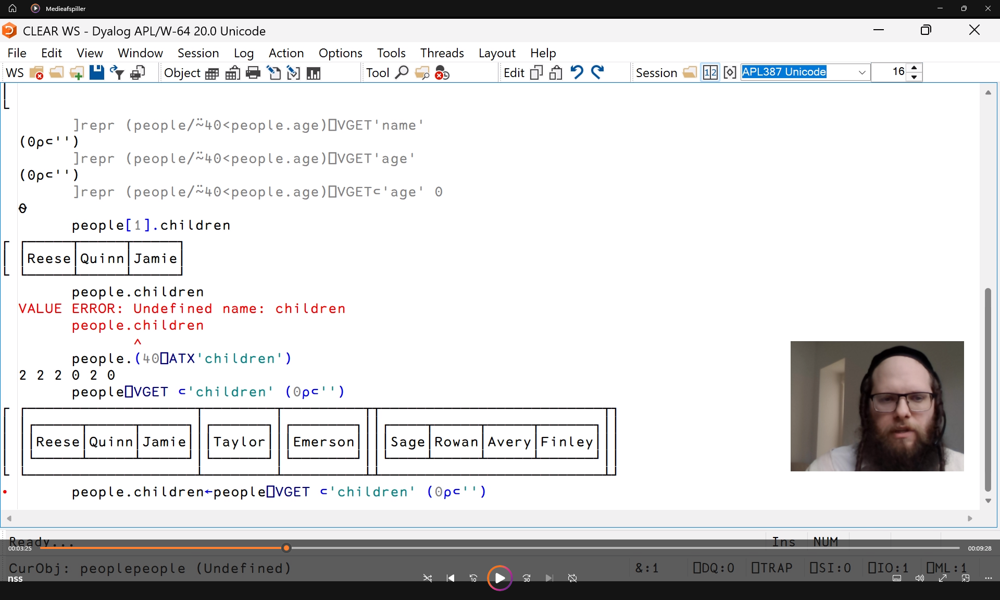 Medieafspiller
CLEAR WS - Dyalog APL/W-64 20.0 Unicode
File Edit View Window Session Log Action Options Tools Threads Layout Help
WS Object Tool Edit Session APL387 Unicode 16
]repr (people/⍨40<people.age)⎕VGET'name'
(0⍴⊂'')
]repr (people/⍨40<people.age)⎕VGET'age'
(0⍴⊂'')
]repr (people/⍨40<people.age)⎕VGET⊂'age' 0
⍬
people[1].children
Reese Quinn Jamie
people.children
VALUE ERROR: Undefined name: children
people.children
∧
people.(40⎕ATX'children')
2 2 2 0 2 0
people⎕VGET ⊂'children' (0⍴⊂'')
Reese Quinn Jamie Taylor Emerson Sage Rowan Avery Finley
people.children←people⎕VGET ⊂'children' (0⍴⊂'')
Ready... Ins NUM
00:03:25 00:09:28
CurObj: peoplepeople (Undefined) &:1 ⎕DQ:0 ⎕TRAP ⎕SI:0 ⎕IO:1 ⎕ML:1
nss 10 30